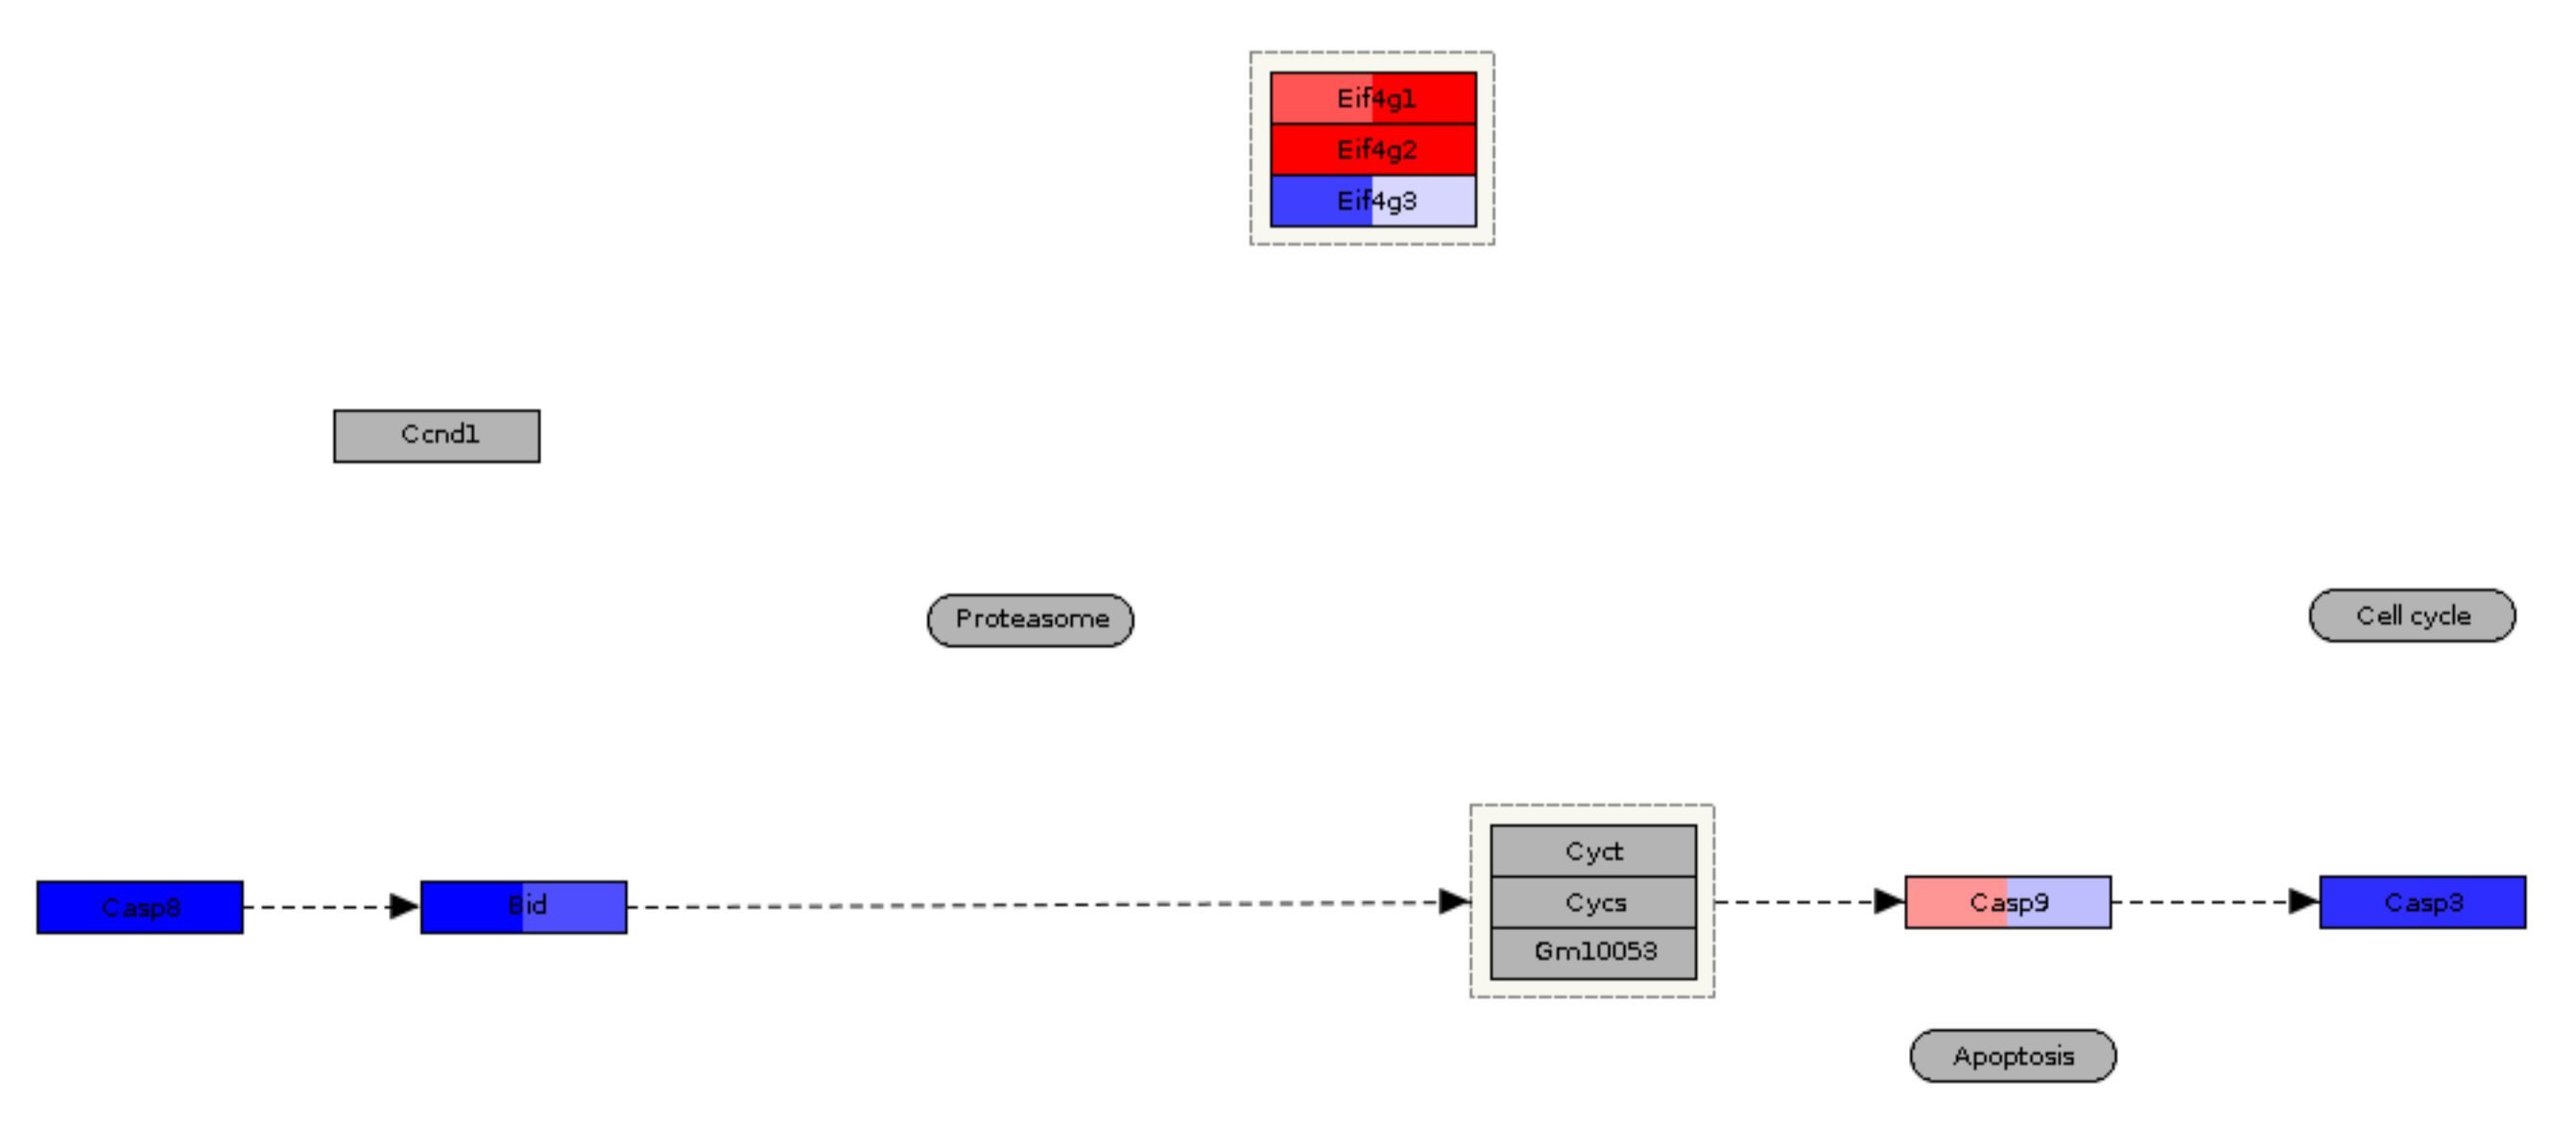 Eif4g1
Eif4g2
Eif4g3
Ccnd1
Proteasome
Cell cycle
Cyct
Casp8
Bid
Cycs
Casp9
Casp3
Gm10053
Apoptosis